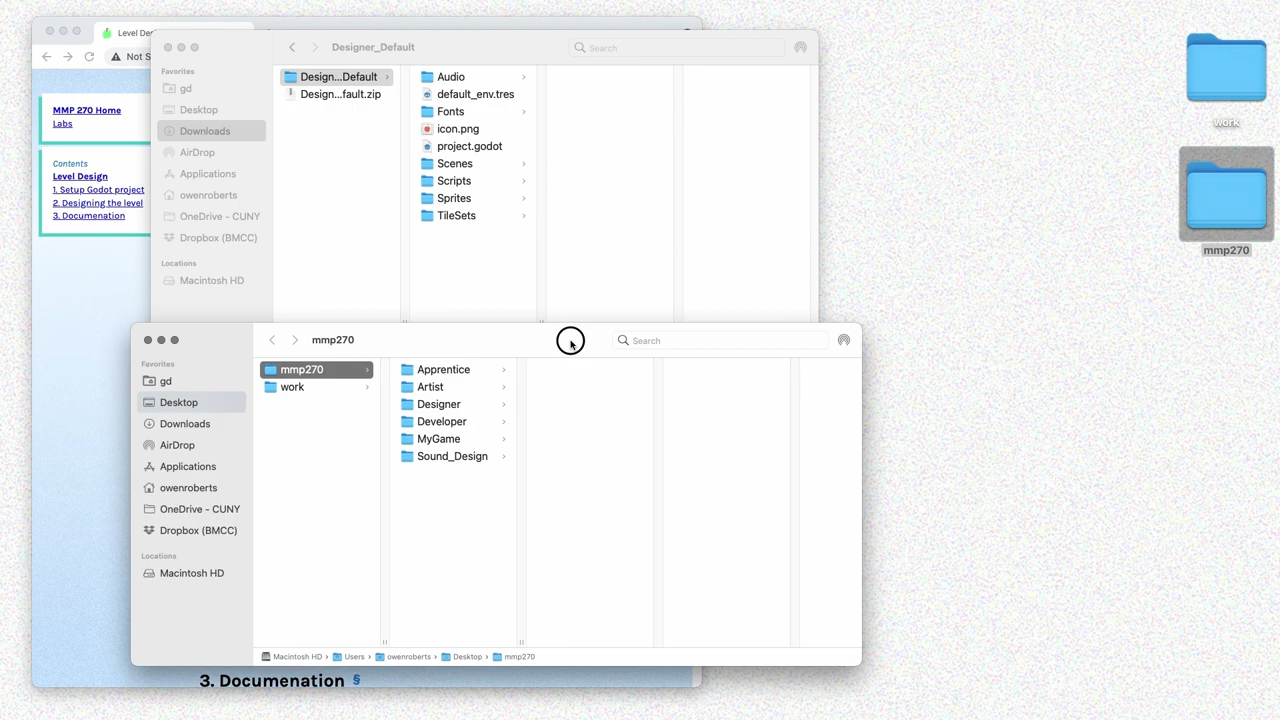 Level De
Not S
MMP 270 Home
Labs
Contents
Level Design
1. Setup Godot project
2. Designing the level
3. Documenation
Designer_Default
Search
Favorites
gd
Desktop
Downloads
AirDrop
Applications
owenroberts
OneDrive - CUNY
Dropbox (BMCC)
Locations
Macintosh HD
Design...Default
Design...fault.zip
Audio
default_env.tres
Fonts
icon.png
project.godot
Scenes
Scripts
Sprites
TileSets
work
mmp270
mmp270
Search
Favorites
gd
Desktop
Downloads
AirDrop
Applications
owenroberts
OneDrive - CUNY
Dropbox (BMCC)
Locations
Macintosh HD
mmp270
work
Apprentice
Artist
Designer
Developer
MyGame
Sound_Design
Macintosh HD › Users › owenroberts › Desktop › mmp270
3. Documenation §